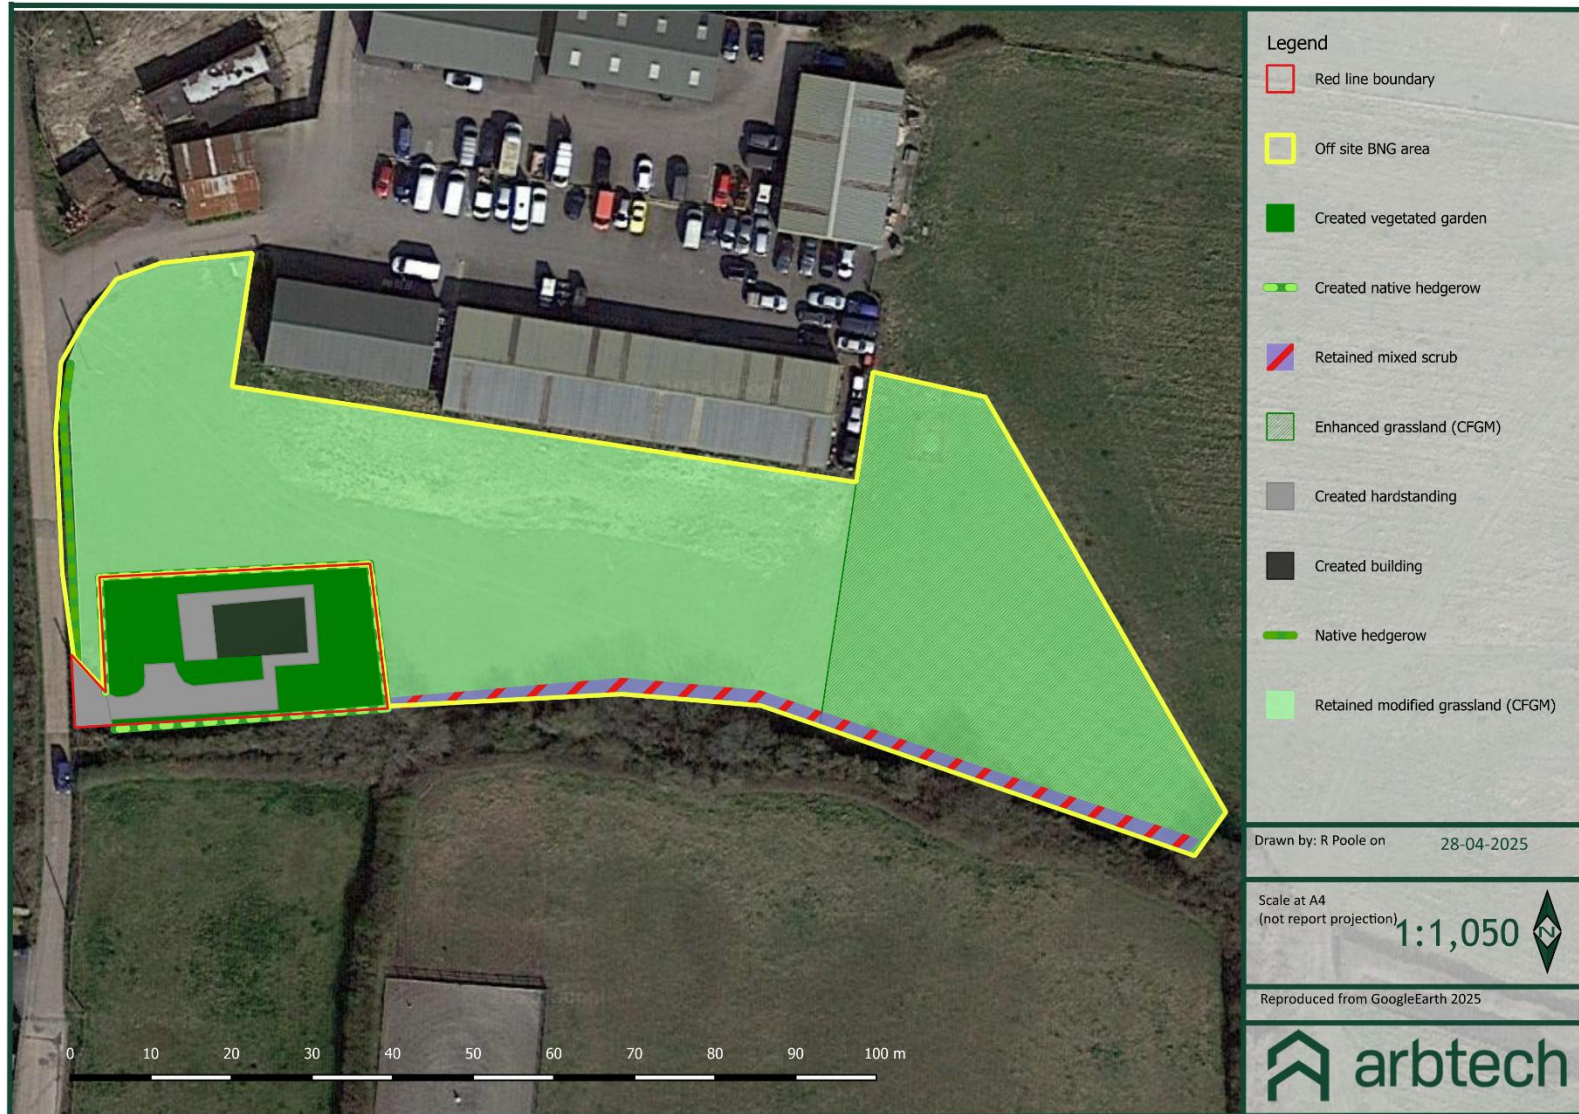 Legend
Red line boundary
Off site BNG area
Created vegetated garden
Created native hedgerow
Retained mixed scrub
Enhanced grassland (CFGM)
Created hardstanding
Created building
Native hedgerow
Retained modified grassland (CFGM)
Drawn by: R Poole on 28-04-2025
Scale at A4
(not report projection) 1:1,050 N
Reproduced from GoogleEarth 2025
arbtech
0 10 20 30 40 50 60 70 80 90 100 m